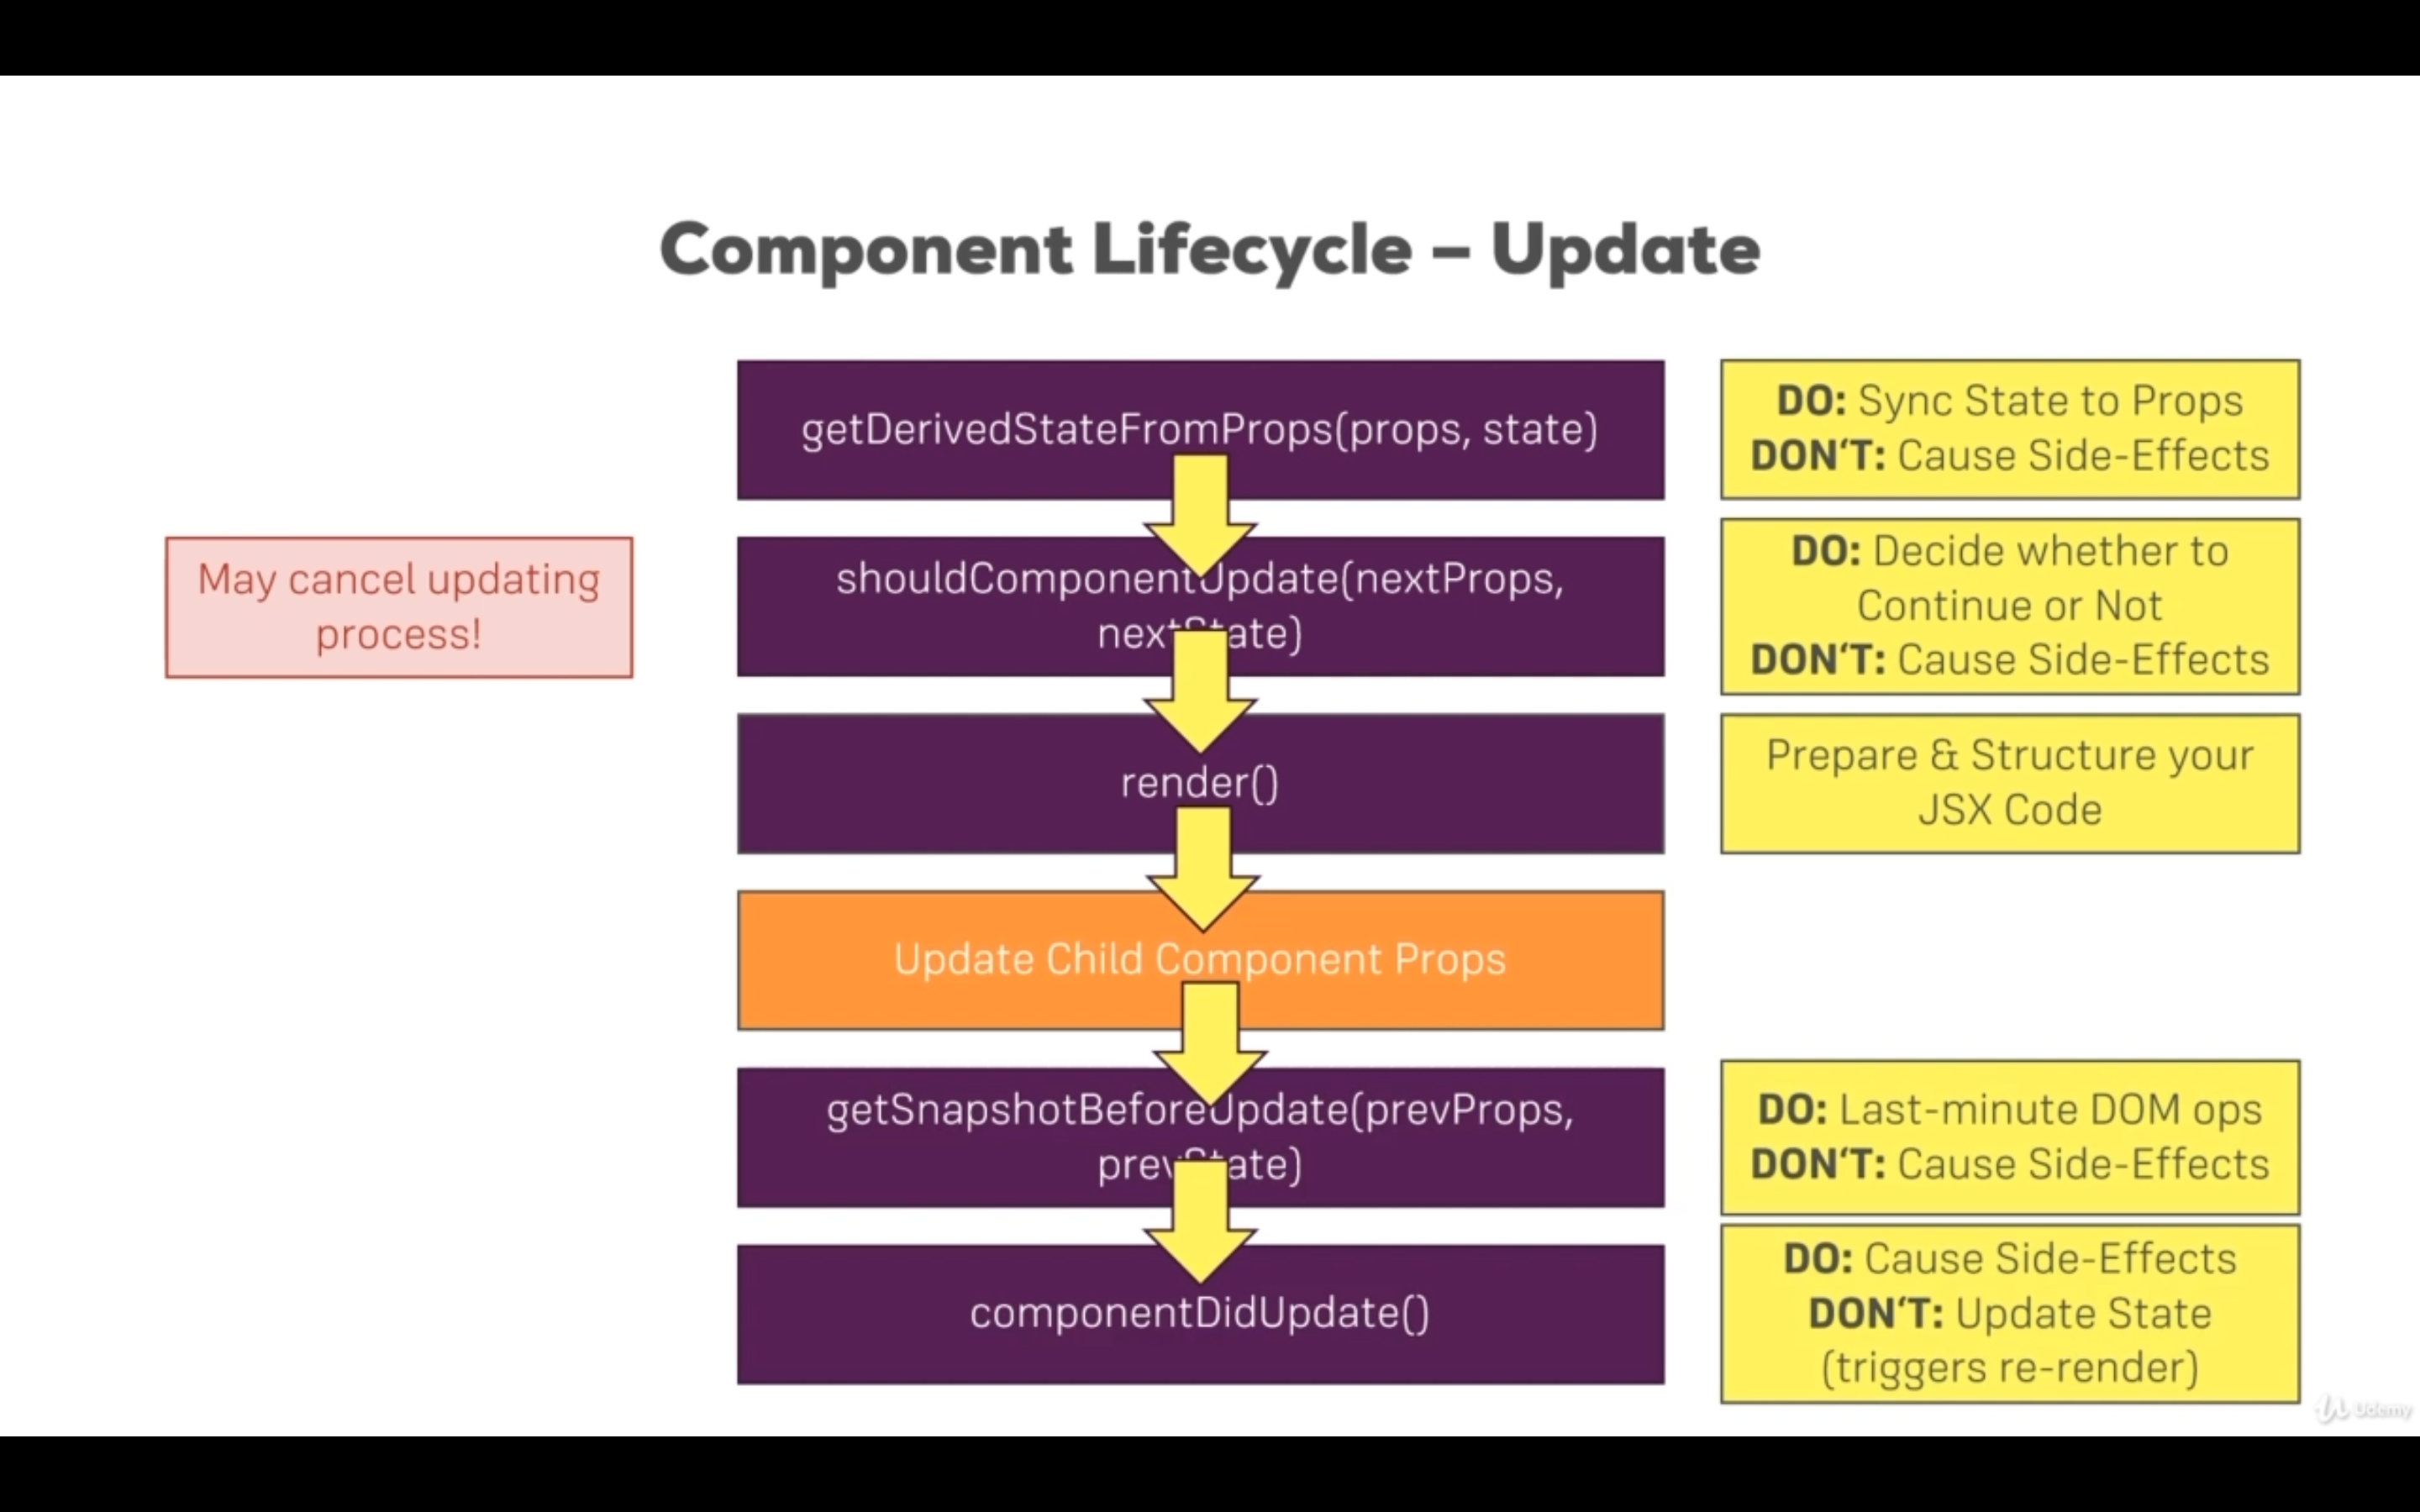 Component Lifecycle – Update
getDerivedStateFromProps(props, state)
DO: Sync State to Props
DON‘T: Cause Side-Effects
May cancel updating
process!
shouldComponentUpdate(nextProps,
nextState)
DO: Decide whether to
Continue or Not
DON‘T: Cause Side-Effects
render()
Prepare & Structure your
JSX Code
Update Child Component Props
getSnapshotBeforeUpdate(prevProps,
prevState)
DO: Last-minute DOM ops
DON‘T: Cause Side-Effects
componentDidUpdate()
DO: Cause Side-Effects
DON‘T: Update State
(triggers re-render)
Udemy